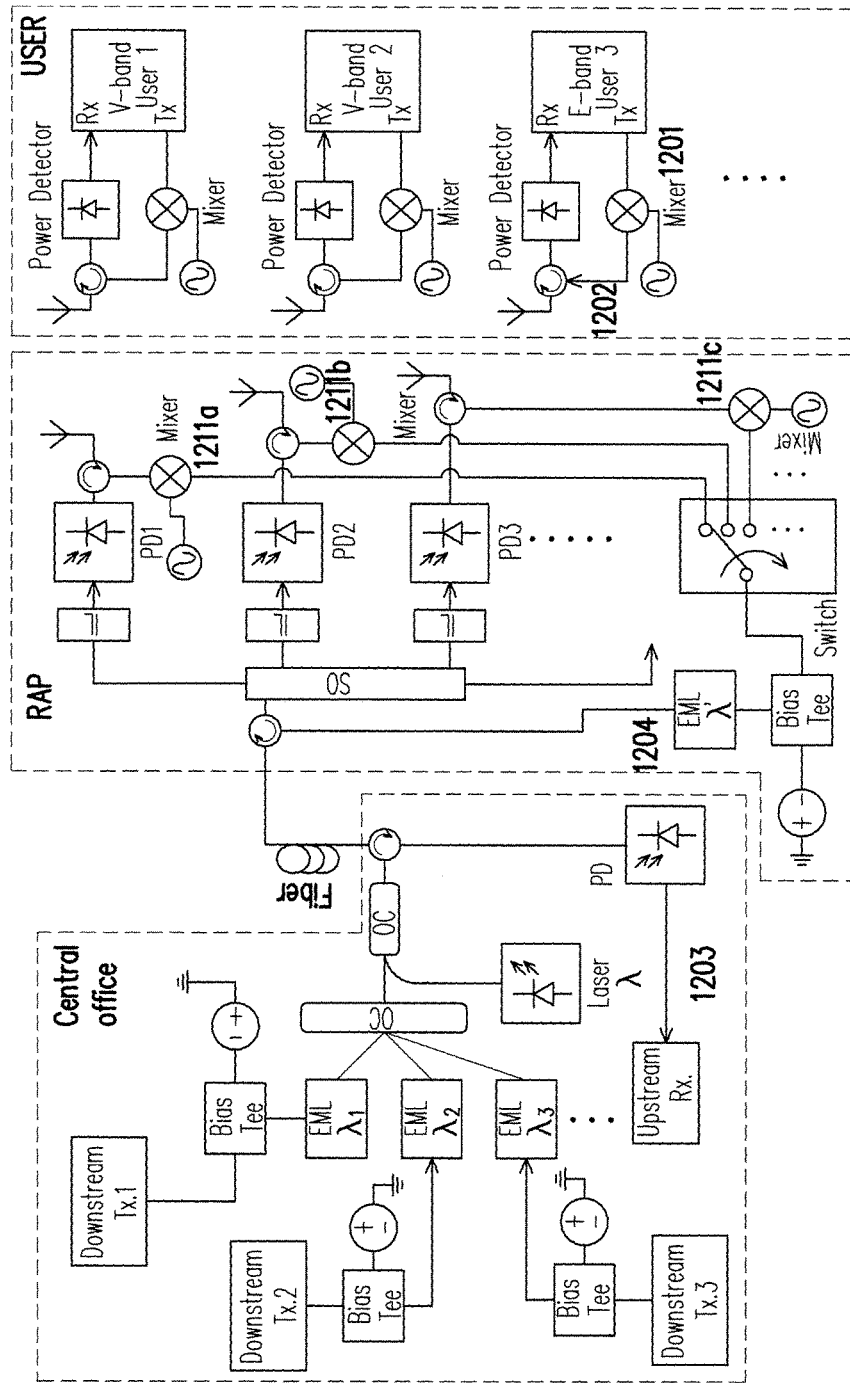 Central
office
Downstream
Tx.1
Bias
Tee
+
-
EML
λ1
Downstream
Tx.2
Bias
Tee
+
-
EML
λ2
Downstream
Tx.3
Bias
Tee
+
-
EML
λ3
....
OC
OC
Laser
λ
Fiber
Upstream
Rx.
1203
PD
RAP
SO
PD1
Mixer
1211a
PD2
1211b
Mixer
PD3
.....
1211c
Mixer
...
...
Switch
1204
EML
λ'
Bias
Tee
+
-
USER
Power Detector
Rx
V-band
User 1
Tx
Mixer
Power Detector
Rx
V-band
User 2
Tx
Mixer
Power Detector
Rx
E-band
User 3
Tx
Mixer
1201
1202
....